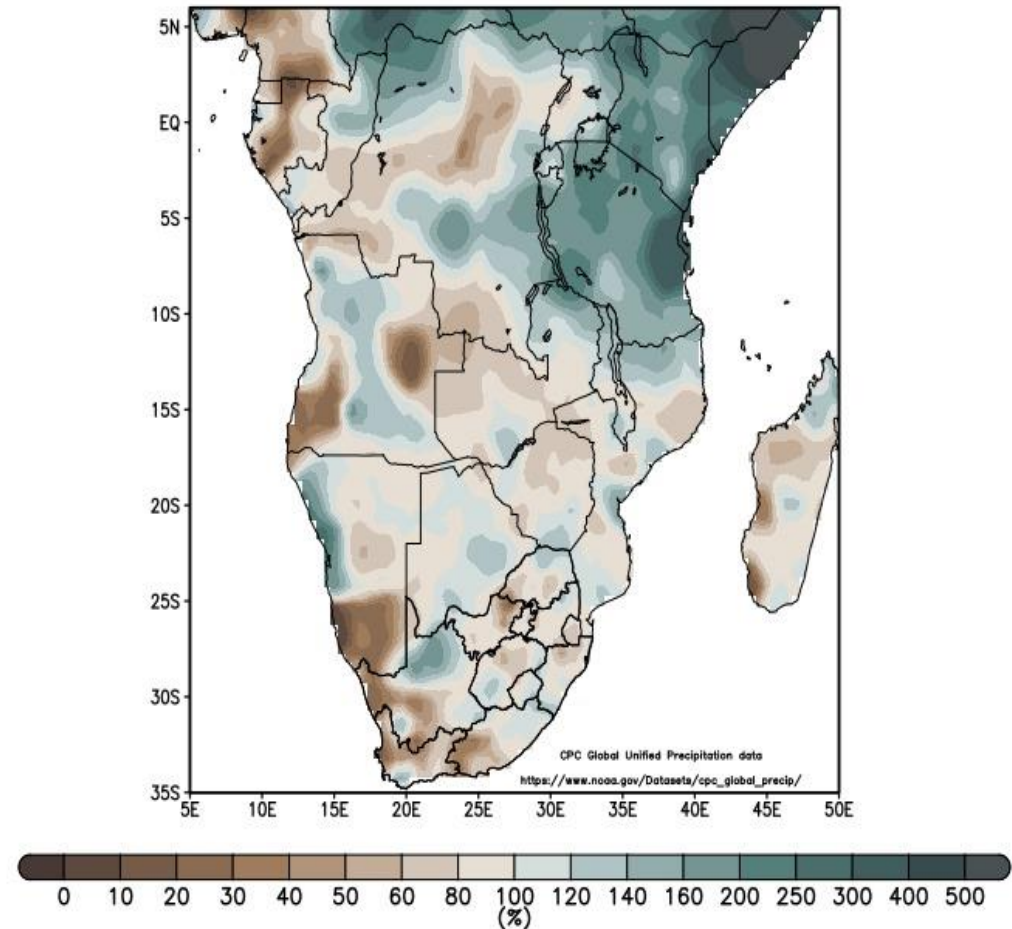 5N
EQ
5S
10S
15S
20S
25S
30S
35S
CPC Global Unified Precipitation data
https://www.noaa.gov/Datasets/cpc_global_precip/
5E 10E 15E 20E 25E 30E 35E 40E 45E 50E
0 10 20 30 40 50 60 80 100 120 140 160 200 250 300 400 500
(%)